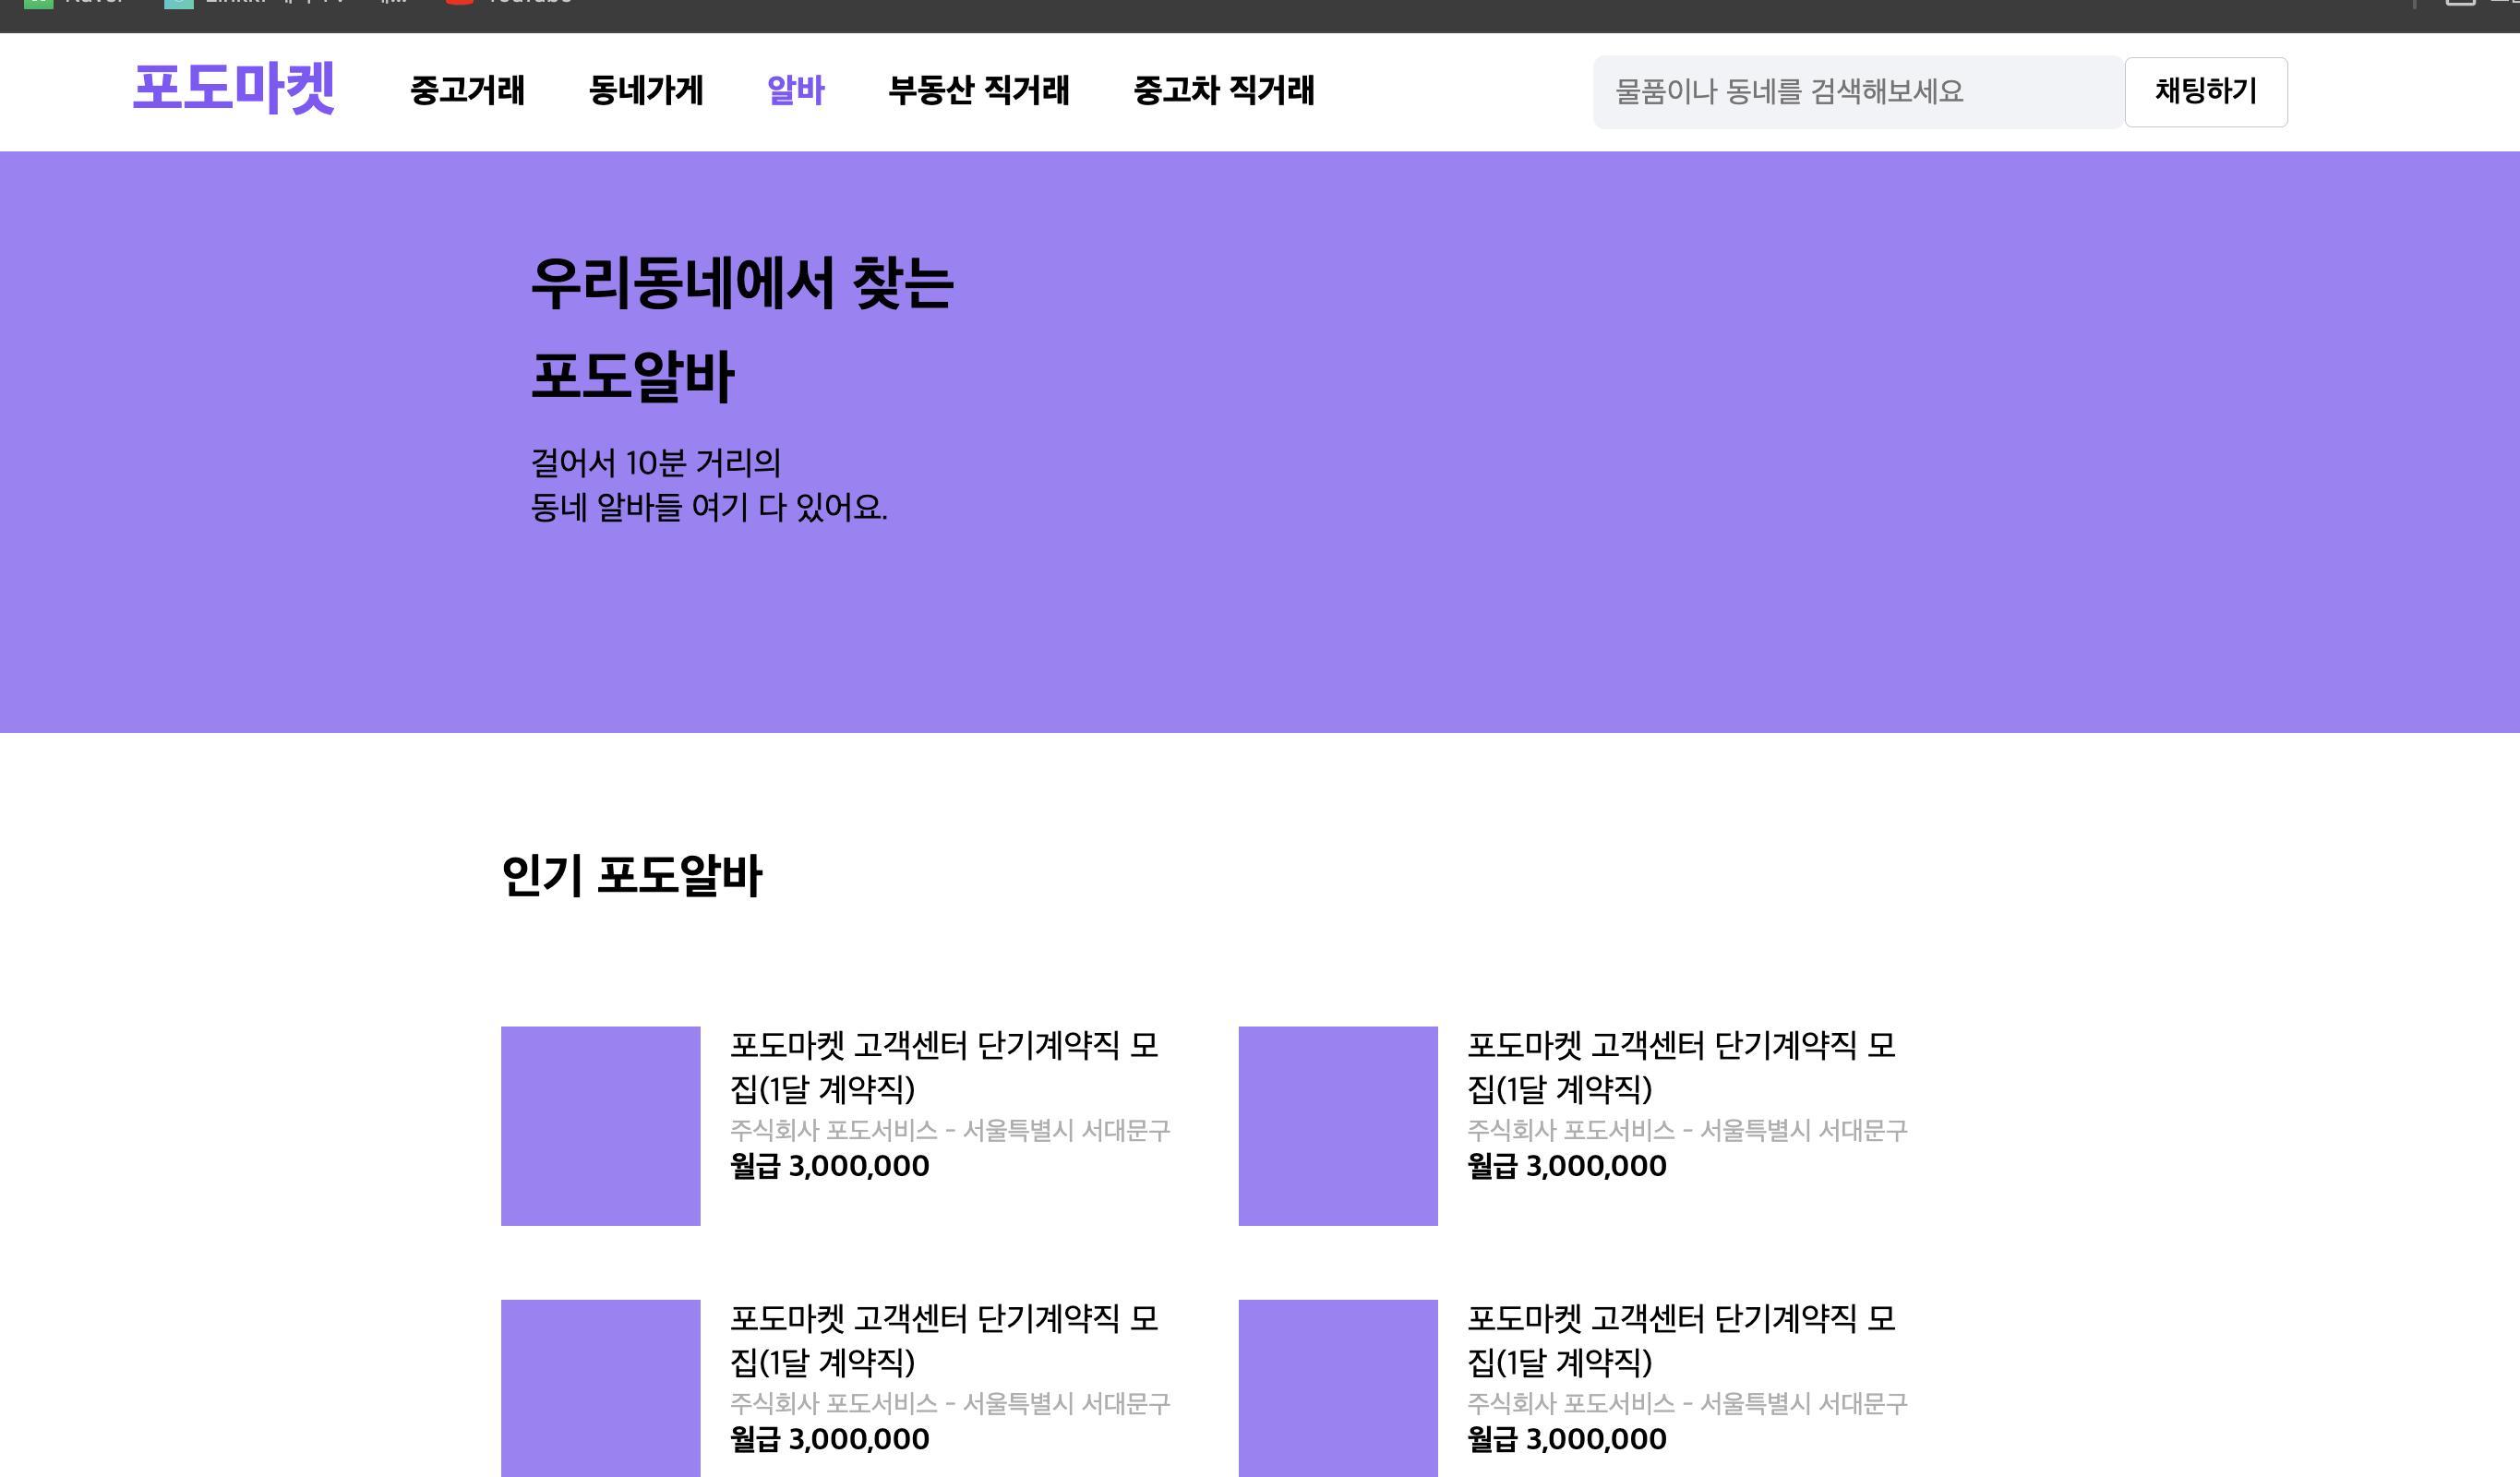 포도마켓
중고거래
동네가게
알바
부동산 직거래
중고차 직거래
물품이나 동네를 검색해보세요
채팅하기
우리동네에서 찾는
포도알바
걸어서 10분 거리의
동네 알바들 여기 다 있어요.
인기 포도알바
포도마켓 고객센터 단기계약직 모
집(1달 계약직)
주식회사 포도서비스 - 서울특별시 서대문구
월급 3,000,000
포도마켓 고객센터 단기계약직 모
집(1달 계약직)
주식회사 포도서비스 - 서울특별시 서대문구
월급 3,000,000
포도마켓 고객센터 단기계약직 모
집(1달 계약직)
주식회사 포도서비스 - 서울특별시 서대문구
월급 3,000,000
포도마켓 고객센터 단기계약직 모
집(1달 계약직)
주식회사 포도서비스 - 서울특별시 서대문구
월급 3,000,000